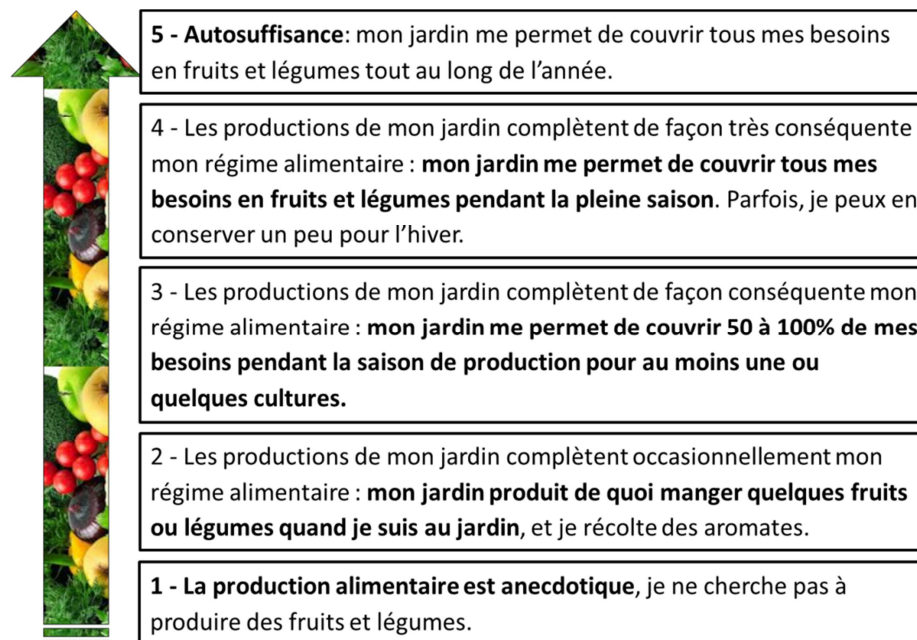 5 - Autosuffisance: mon jardin me permet de couvrir tous mes besoins
en fruits et légumes tout au long de l’année.
4 - Les productions de mon jardin complètent de façon très conséquente
mon régime alimentaire : mon jardin me permet de couvrir tous mes
besoins en fruits et légumes pendant la pleine saison. Parfois, je peux en
conserver un peu pour l’hiver.
3 - Les productions de mon jardin complètent de façon conséquente mon
régime alimentaire : mon jardin me permet de couvrir 50 à 100% de mes
besoins pendant la saison de production pour au moins une ou
quelques cultures.
2 - Les productions de mon jardin complètent occasionnellement mon
régime alimentaire : mon jardin produit de quoi manger quelques fruits
ou légumes quand je suis au jardin, et je récolte des aromates.
1 - La production alimentaire est anecdotique, je ne cherche pas à
produire des fruits et légumes.